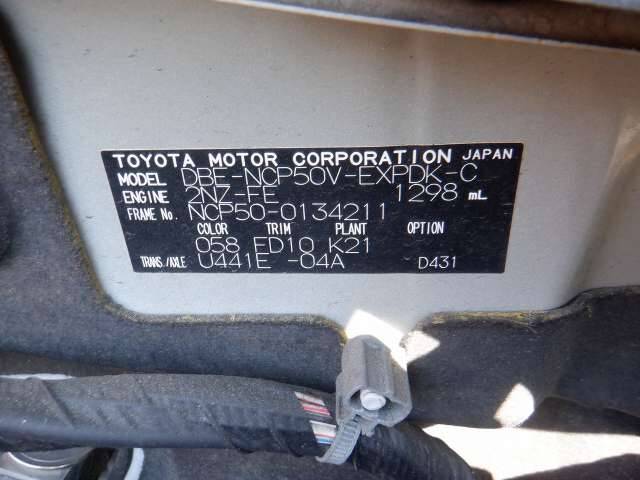 TOYOTA MOTOR CORPORATION JAPAN
MODEL DBE-NCP50V-EXPDK-C
ENGINE 2NZ-FE 1298 mL
FRAME No. NCP50-0134211
COLOR TRIM PLANT OPTION
058 FD10 K21
TRANS./AXLE U441E -04A D431